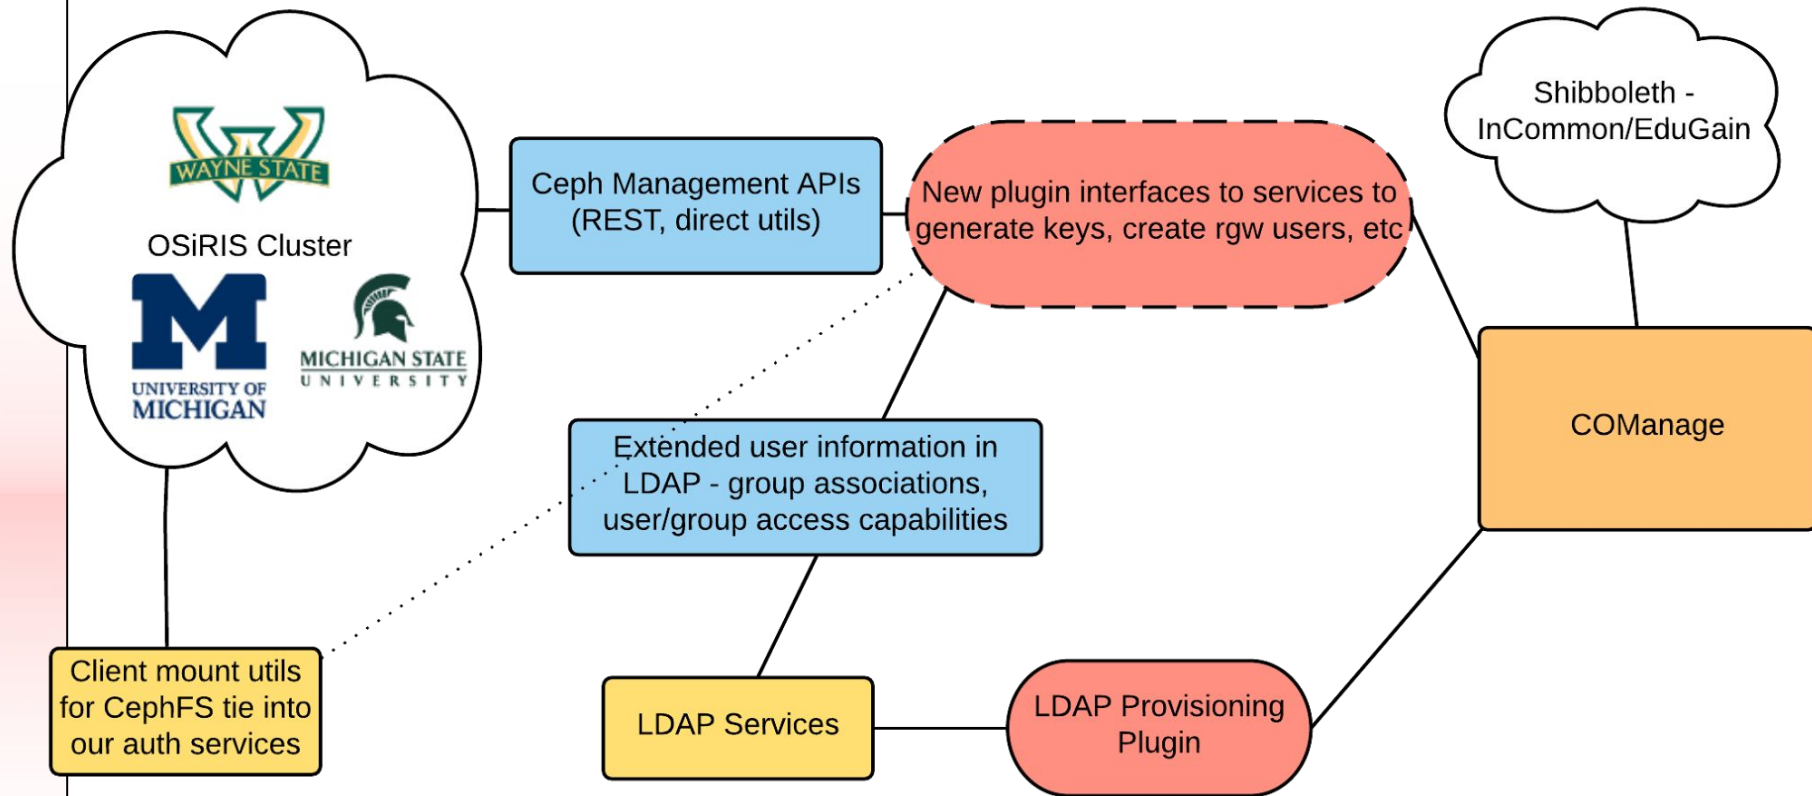 WAYNE STATE
OSiRIS Cluster
UNIVERSITY OF
MICHIGAN
MICHIGAN STATE
UNIVERSITY
Ceph Management APIs
(REST, direct utils)
New plugin interfaces to services to
generate keys, create rgw users, etc
Shibboleth -
InCommon/EduGain
Extended user information in
LDAP - group associations,
user/group access capabilities
COManage
Client mount utils
for CephFS tie into
our auth services
LDAP Services
LDAP Provisioning
Plugin